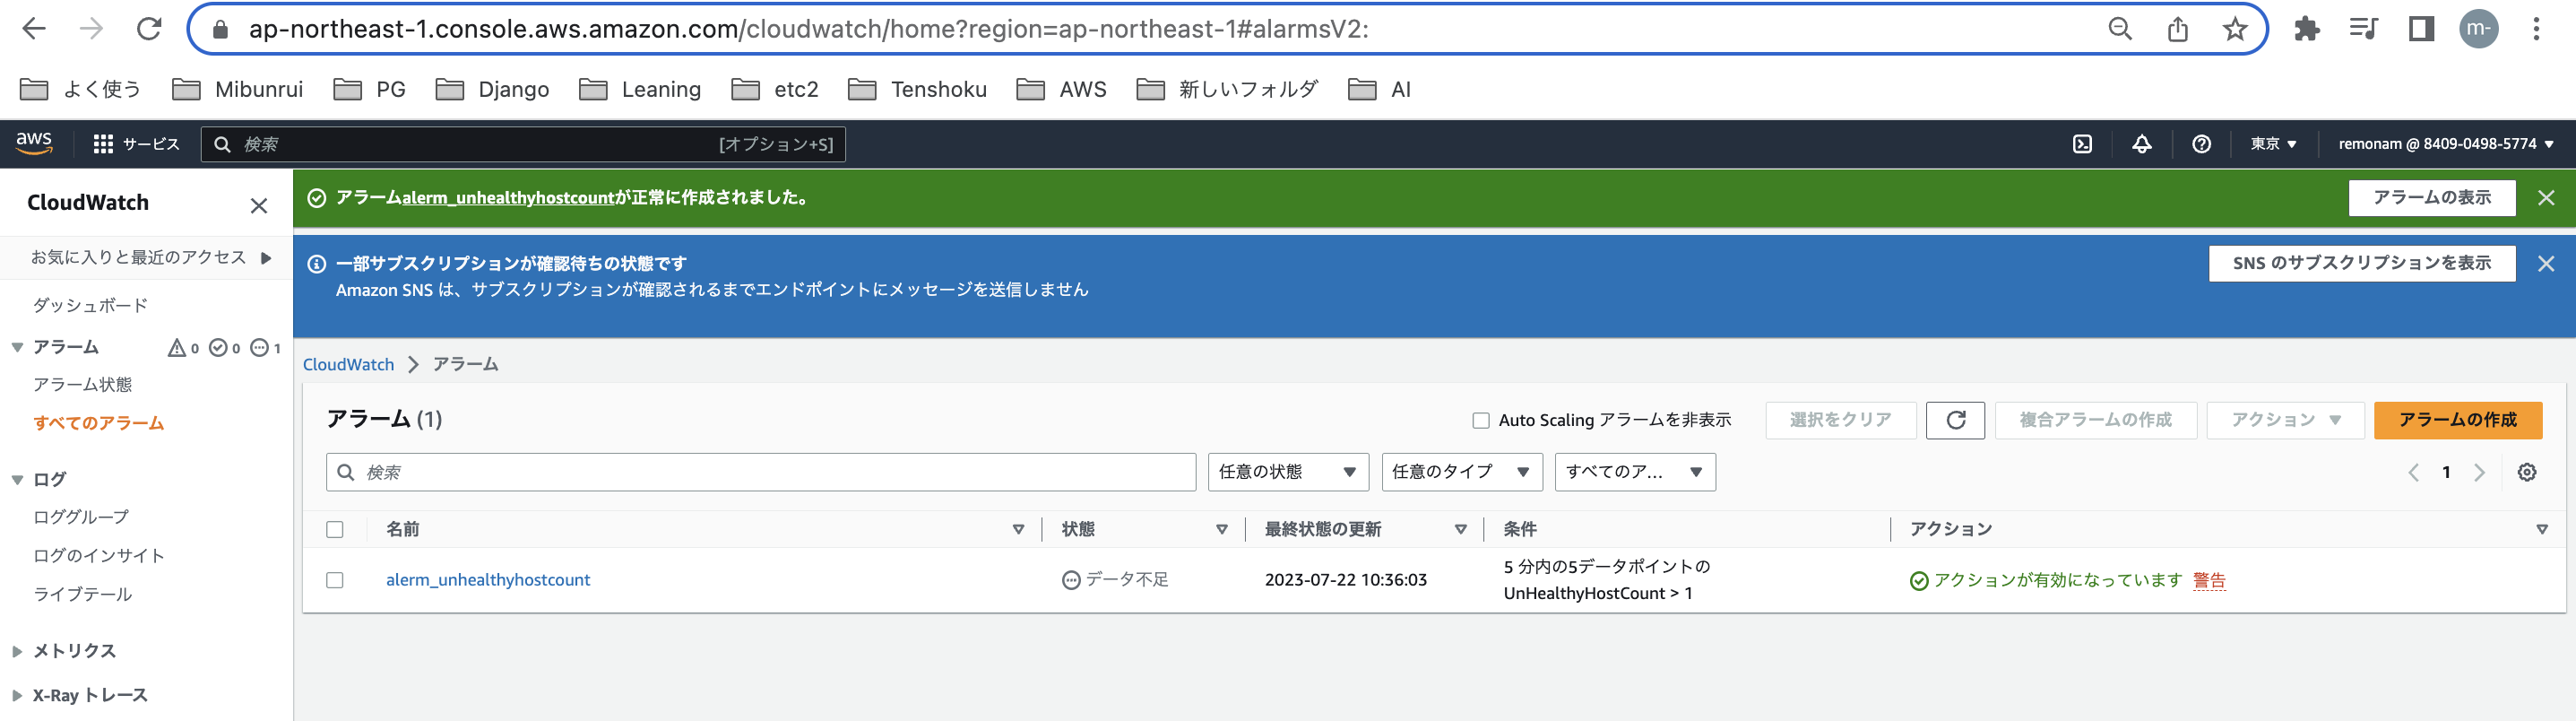 ap-northeast-1.console.aws.amazon.com/cloudwatch/home?region=ap-northeast-1#alarmsV2:
m-
よく使う Mibunrui PG Django Leaning etc2 Tenshoku AWS 新しいフォルダ AI
aws サービス 検索 [オプション+S] 東京 remonam @ 8409-0498-5774
CloudWatch
お気に入りと最近のアクセス
ダッシュボード
アラーム 0 0 1
アラーム状態
すべてのアラーム
ログ
ロググループ
ログのインサイト
ライブテール
メトリクス
X-Ray トレース
アラームalerm_unhealthyhostcountが正常に作成されました。 アラームの表示
一部サブスクリプションが確認待ちの状態です SNS のサブスクリプションを表示
Amazon SNS は、サブスクリプションが確認されるまでエンドポイントにメッセージを送信しません
CloudWatch アラーム
アラーム (1) Auto Scaling アラームを非表示 選択をクリア 複合アラームの作成 アクション アラームの作成
検索 任意の状態 任意のタイプ すべてのア... 1
名前 状態 最終状態の更新 条件 アクション
alerm_unhealthyhostcount データ不足 2023-07-22 10:36:03 5 分内の5データポイントの
UnHealthyHostCount > 1 アクションが有効になっています 警告